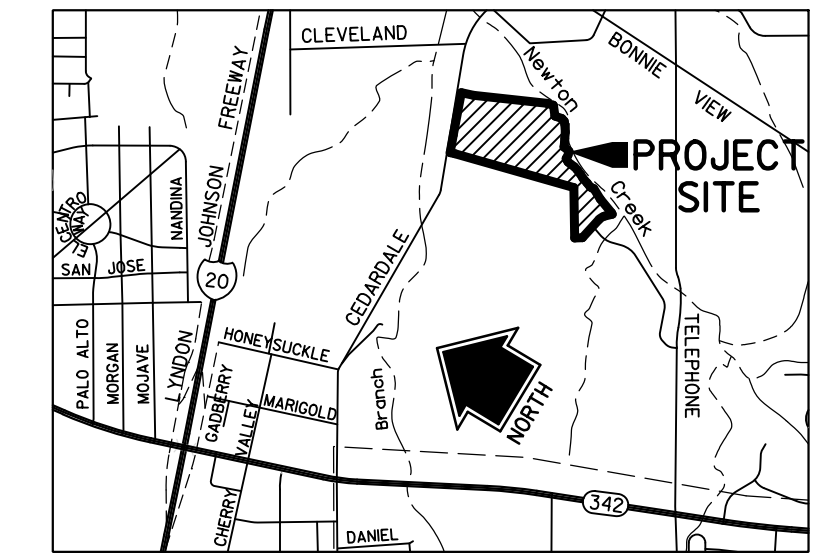 CLEVELAND
BONNIE
VIEW
Newton
Creek
PROJECT
SITE
FREEWAY
JOHNSON
LYNDON
20
NANDINA
EL CENTRO
WAY
SAN JOSE
PALO ALTO
MORGAN
MOJAVE
CEDARDALE
HONEYSUCKLE
GADBERRY
MARIGOLD
VALLEY
CHERRY
Branch
NORTH
TELEPHONE
342
DANIEL